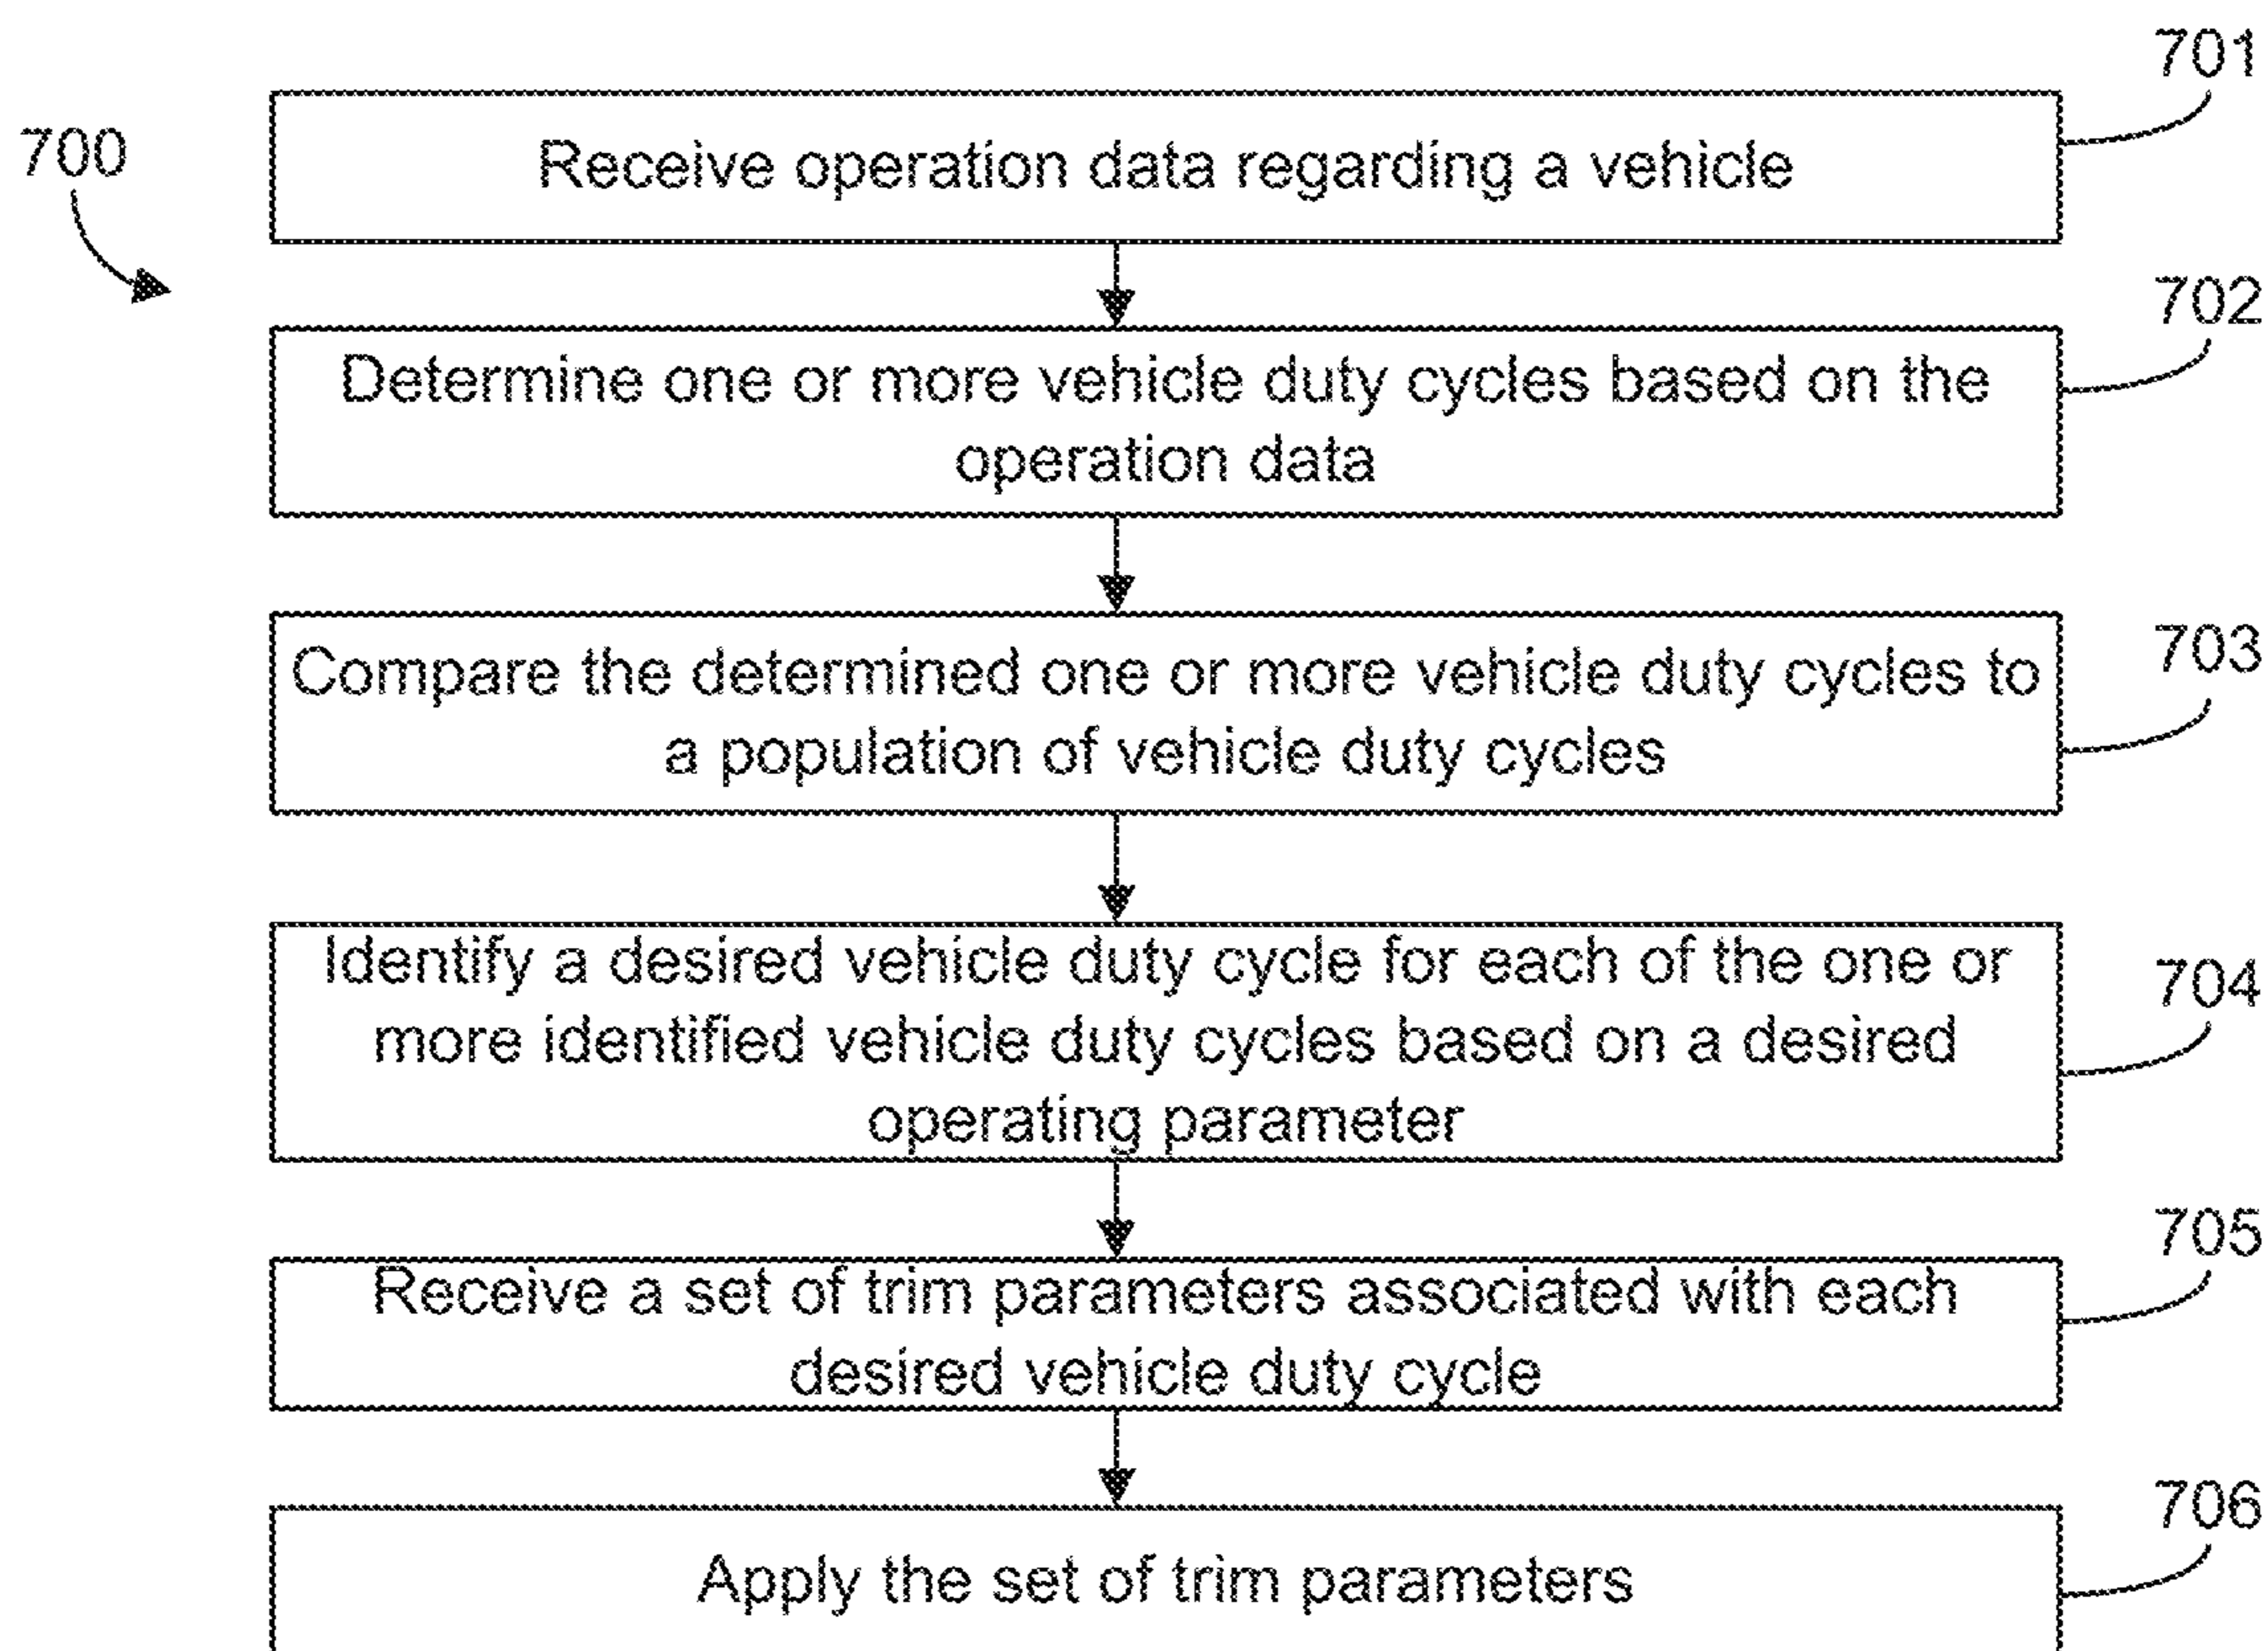 701
700
Receive operation data regarding a vehicle
702
Determine one or more vehicle duty cycles based on the
operation data
703
Compare the determined one or more vehicle duty cycles to
a population of vehicle duty cycles
704
Identify a desired vehicle duty cycle for each of the one or
more identified vehicle duty cycles based on a desired
operating parameter
705
Receive a set of trim parameters associated with each
desired vehicle duty cycle
706
Apply the set of trim parameters